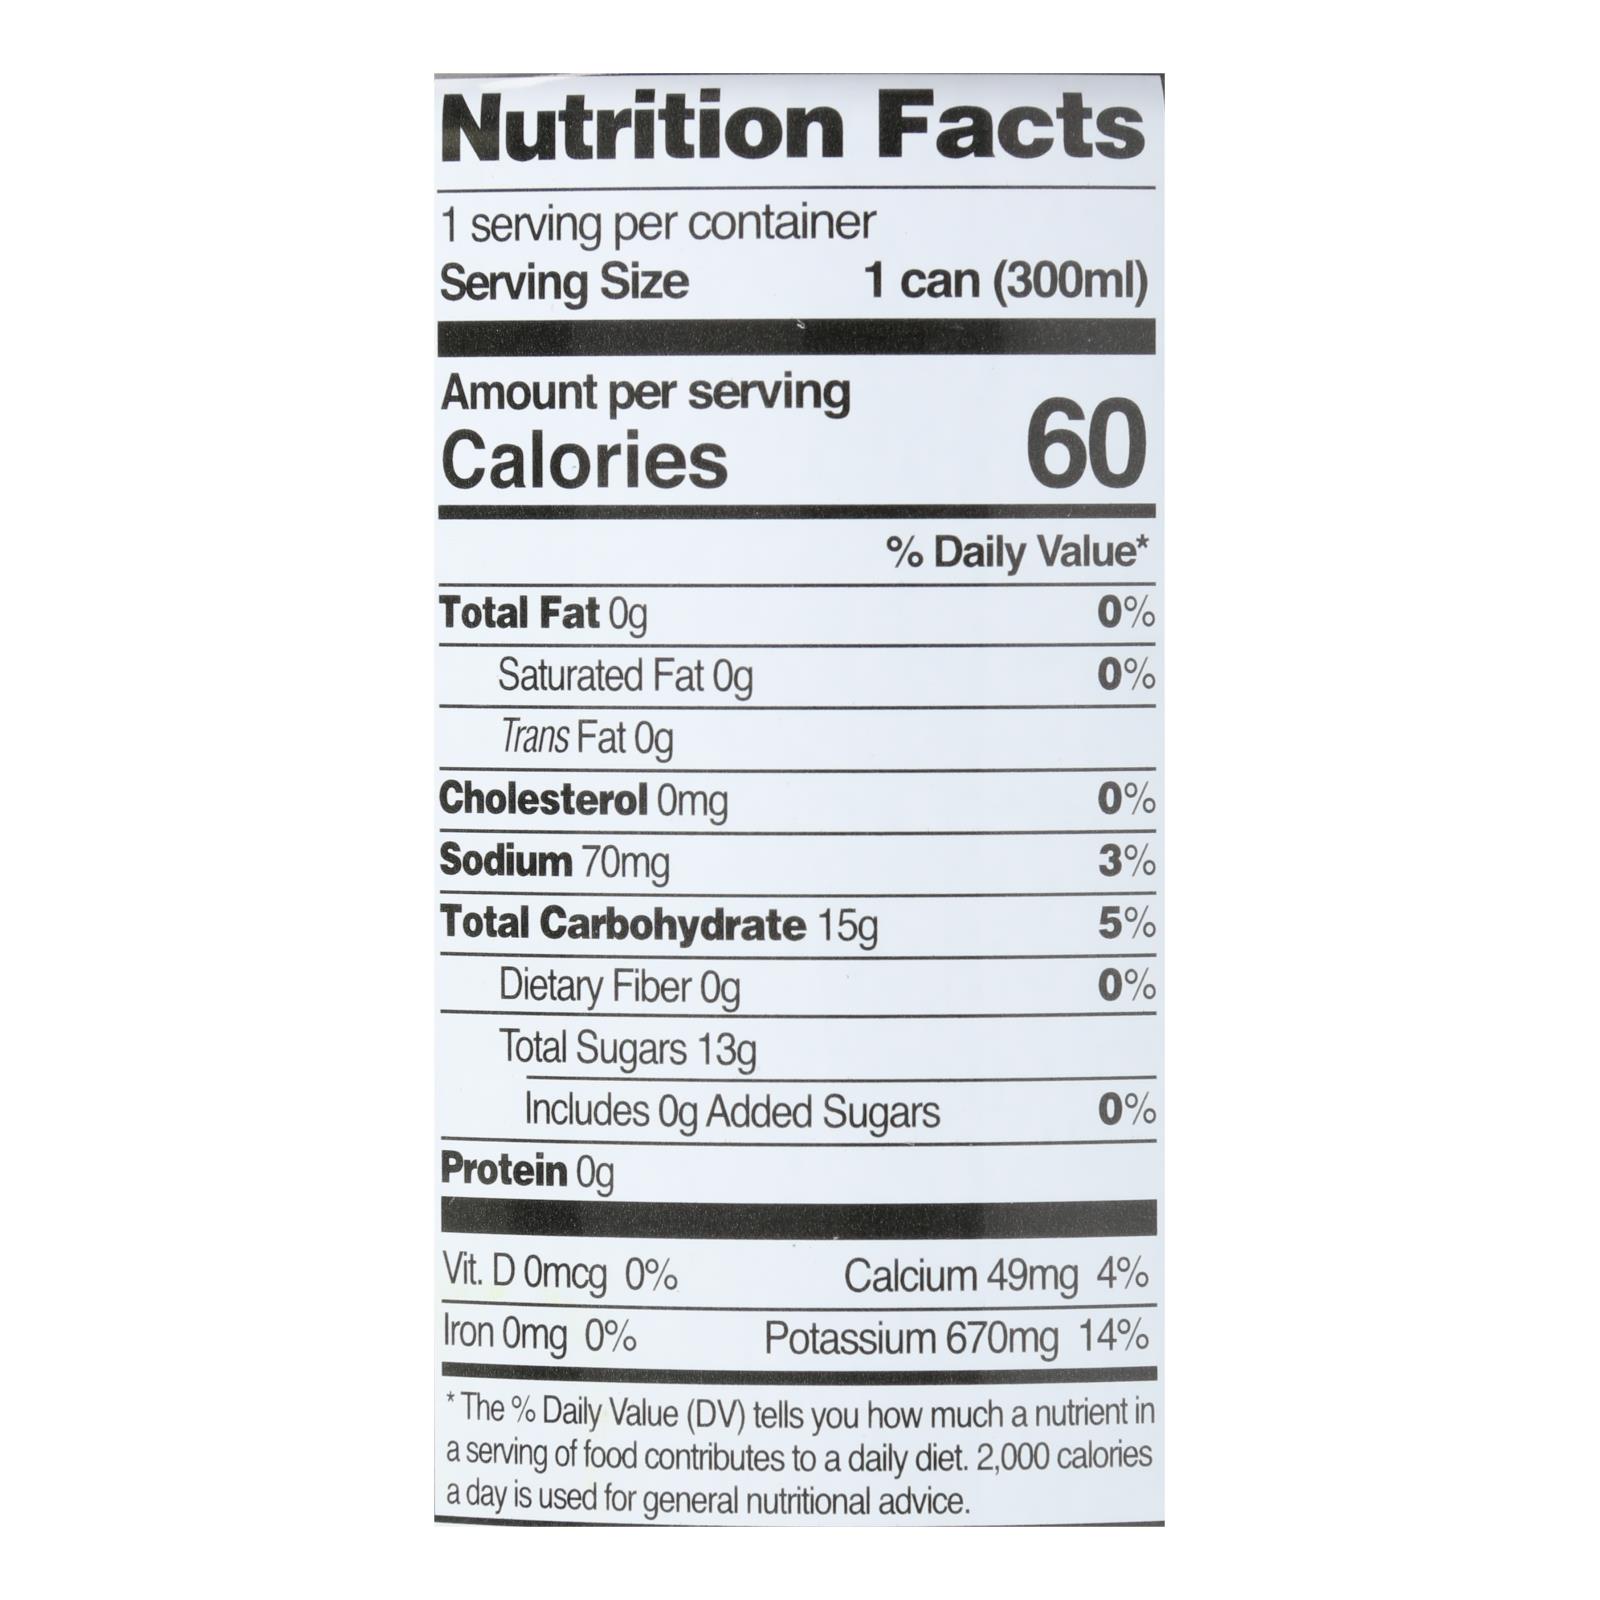 Nutrition Facts
1 serving per container
Serving Size 1 can (300ml)
Amount per serving
Calories 60
% Daily Value*
Total Fat 0g 0%
Saturated Fat 0g 0%
Trans Fat 0g
Cholesterol 0mg 0%
Sodium 70mg 3%
Total Carbohydrate 15g 5%
Dietary Fiber 0g 0%
Total Sugars 13g
Includes 0g Added Sugars 0%
Protein 0g
Vit. D 0mcg 0% Calcium 49mg 4%
Iron 0mg 0% Potassium 670mg 14%
* The % Daily Value (DV) tells you how much a nutrient in
a serving of food contributes to a daily diet. 2,000 calories
a day is used for general nutritional advice.